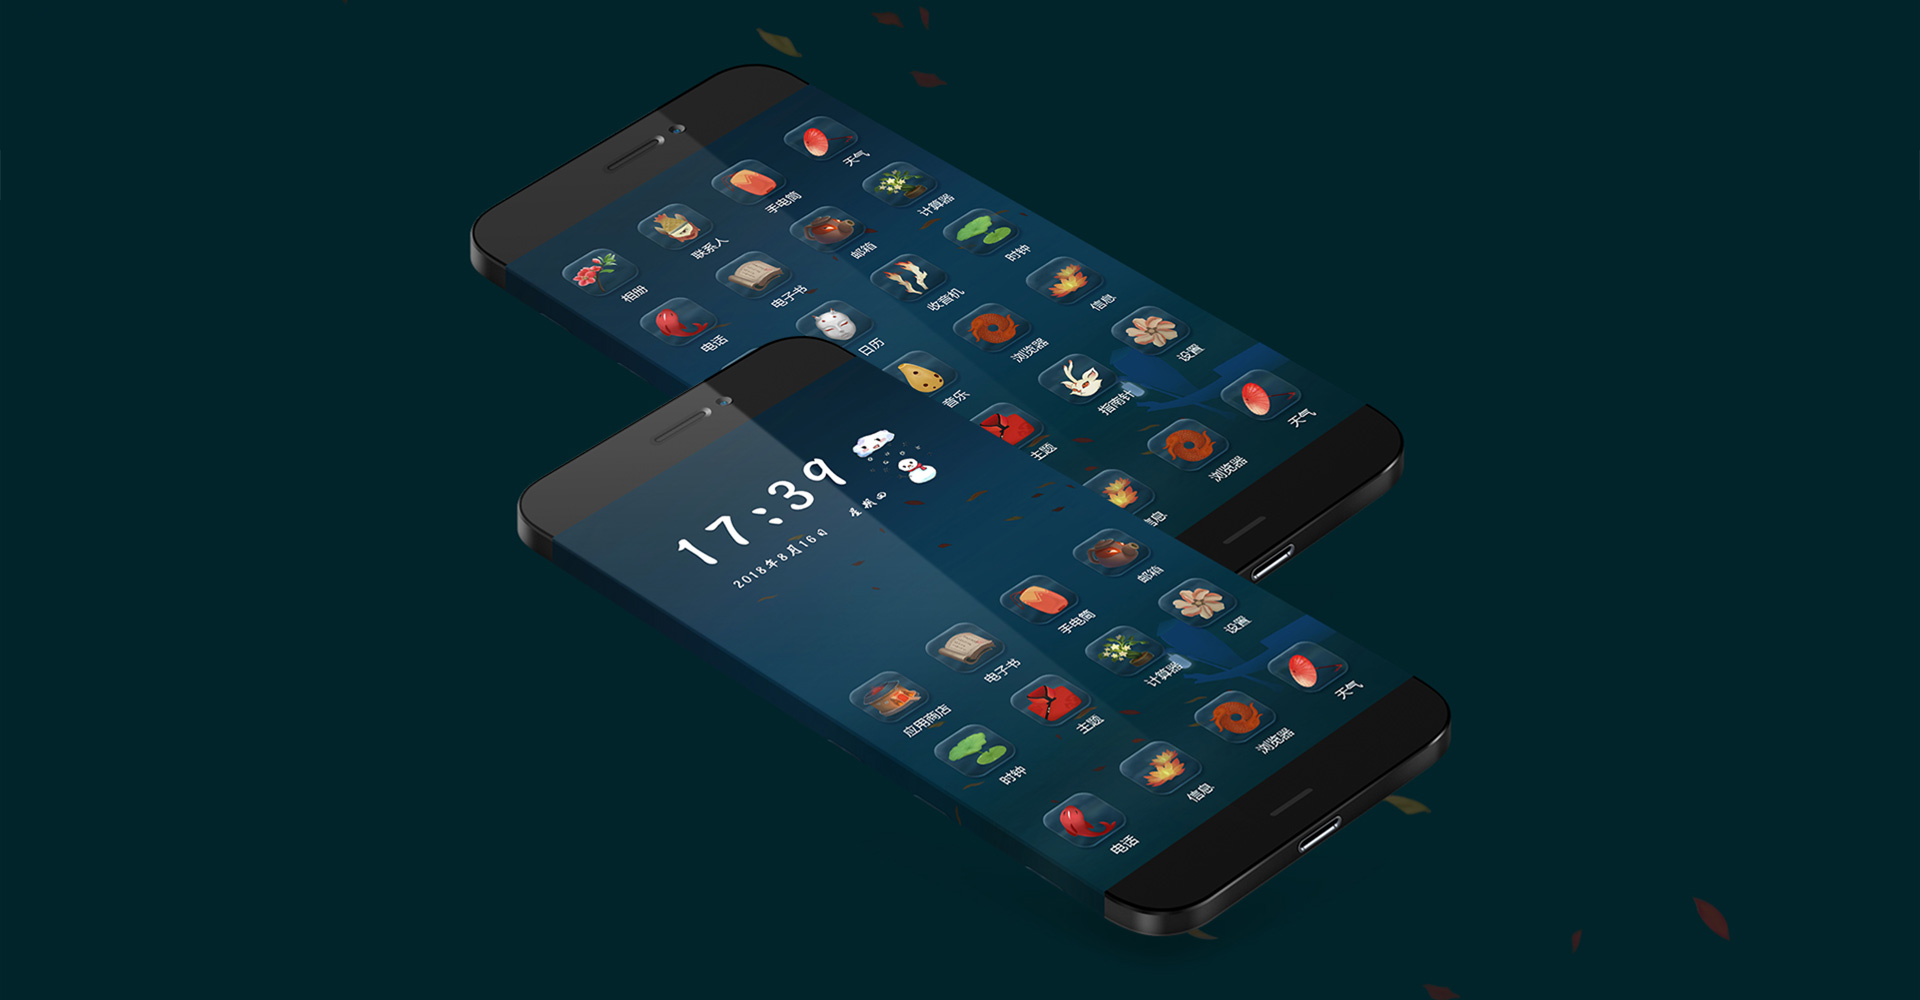 天气
手电筒
联系人
相册
计算器
邮箱
电子书
电话
时钟
收音机
日历
信息
浏览器
音乐
设置
指南针
主题
天气
浏览器
信息
17:39
2018年8月16日 星期四
邮箱
手电筒
电子书
应用商店
设置
计算器
主题
时钟
天气
浏览器
信息
电话